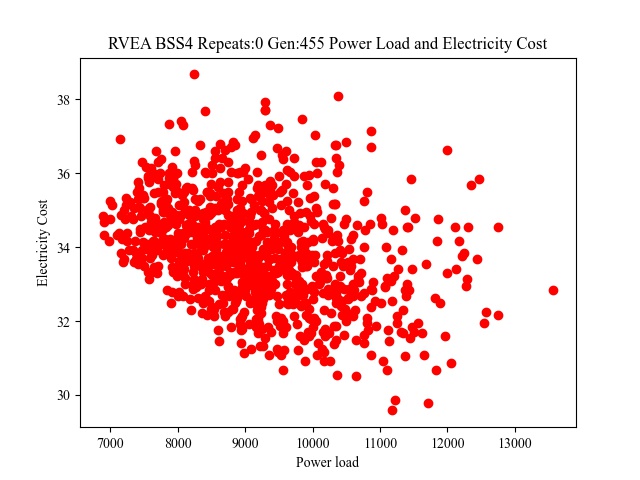 RVEA BSS4 Repeats:0 Gen:455 Power Load and Electricity Cost
38
36
34
32
30
Electricity Cost
7000 8000 9000 10000 11000 12000 13000
Power load